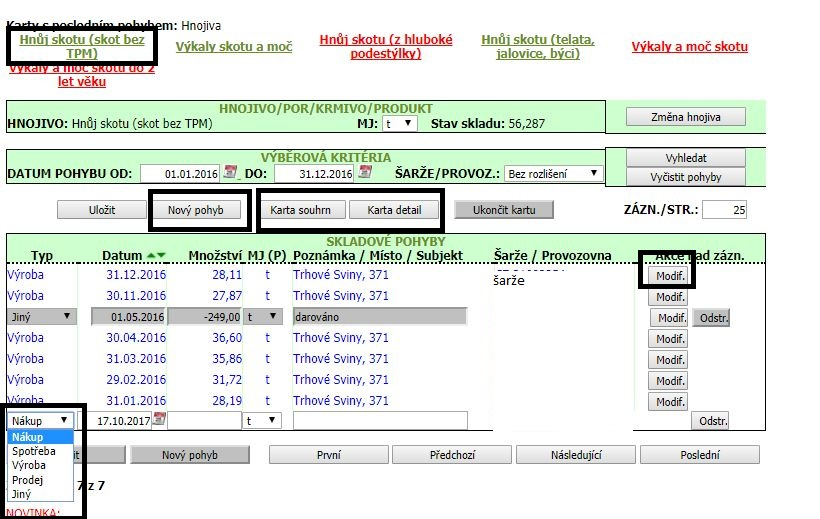 Karty s posledním pohybem: Hnojiva
Hnůj skotu (skot bez TPM) Výkaly skotu a moč Hnůj skotu (z hluboké podestýlky) Hnůj skotu (telata, jalovice, býci) Výkaly a moč skotu
Výkaly a moč skotu do 2 let věku
HNOJIVO/POR/KRMIVO/PRODUKT
HNOJIVO: Hnůj skotu (skot bez TPM) MJ: t Stav skladu: 56,287 Změna hnojiva
VÝBĚROVÁ KRITÉRIA Vyhledat
DATUM POHYBU OD: 01.01.2016 DO: 31.12.2016 ŠARŽE/PROVOZ.: Bez rozlišení Vyčistit pohyby
Uložit Nový pohyb Karta souhrn Karta detail Ukončit kartu ZÁZN./STR.: 25
SKLADOVÉ POHYBY
Typ Datum Množství MJ (P) Poznámka / Místo / Subjekt Šarže / Provozovna Akce nad zázn.
Výroba 31.12.2016 28,11 t Trhové Sviny, 371 šarže Modif.
Výroba 30.11.2016 27,87 t Trhové Sviny, 371 Modif.
Jiný 01.05.2016 -249,00 t darováno Modif. Odstr.
Výroba 30.04.2016 36,60 t Trhové Sviny, 371 Modif.
Výroba 31.03.2016 35,86 t Trhové Sviny, 371 Modif.
Výroba 29.02.2016 31,72 t Trhové Sviny, 371 Modif.
Výroba 31.01.2016 28,19 t Trhové Sviny, 371 Modif.
Nákup 17.10.2017 t Odstr.
Nákup
Spotřeba
Výroba
Prodej
Jiný
Nový pohyb První Předchozí Následující Poslední
7 z 7
NOVINKA: